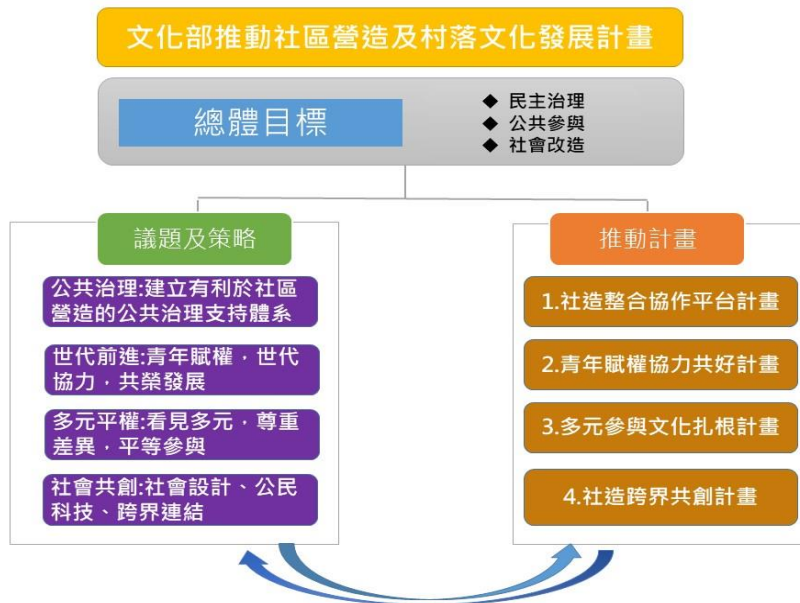 文化部推動社區營造及村落文化發展計畫
總體目標
◆ 民主治理
◆ 公共參與
◆ 社會改造
議題及策略
公共治理:建立有利於社區
營造的公共治理支持體系
世代前進:青年賦權，世代
協力，共榮發展
多元平權:看見多元，尊重
差異，平等參與
社會共創:社會設計、公民
科技、跨界連結
推動計畫
1.社造整合協作平台計畫
2.青年賦權協力共好計畫
3.多元參與文化扎根計畫
4.社造跨界共創計畫